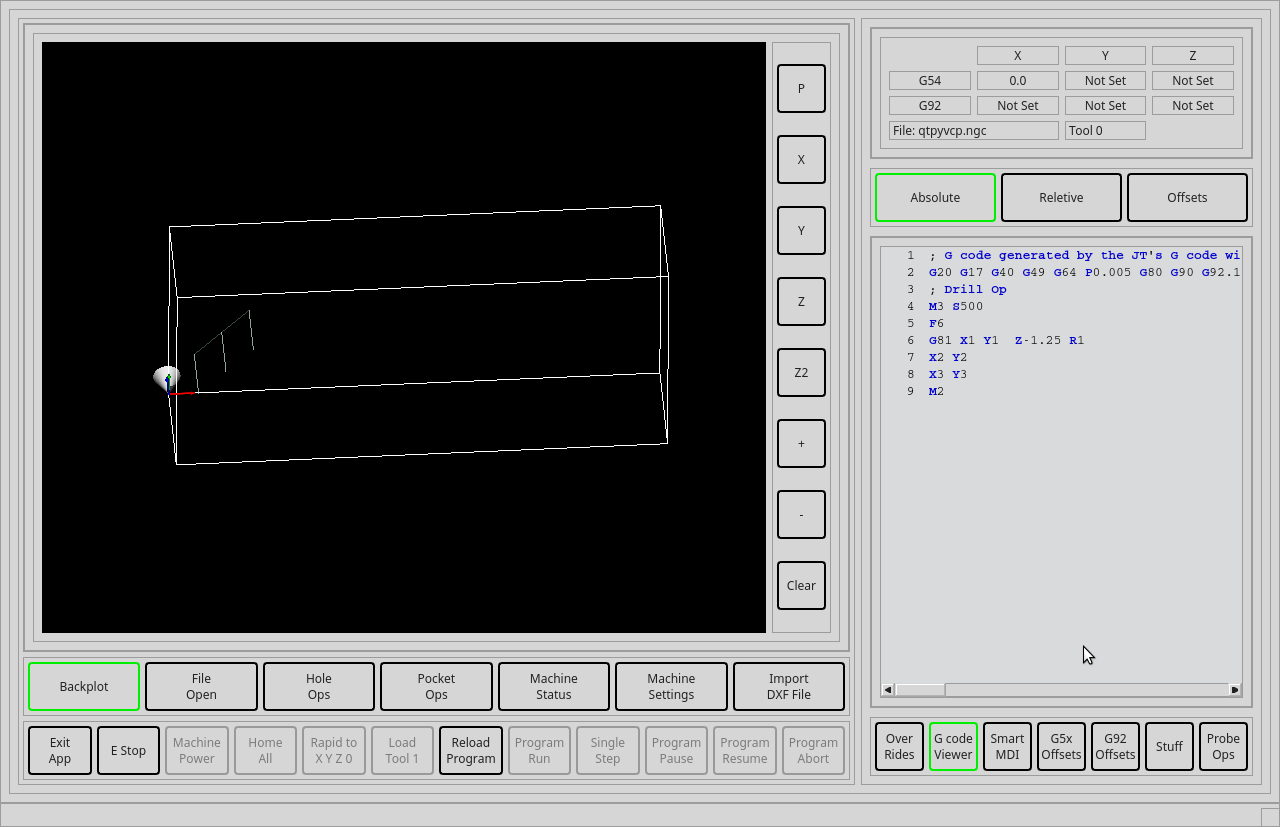 P
X
Y
Z
Z2
+
-
Clear
Backplot
File
Open
Hole
Ops
Pocket
Ops
Machine
Status
Machine
Settings
Import
DXF File
Exit
App
E Stop
Machine
Power
Home
All
Rapid to
X Y Z 0
Load
Tool 1
Reload
Program
Program
Run
Single
Step
Program
Pause
Program
Resume
Program
Abort
X Y Z
G54 0.0 Not Set Not Set
G92 Not Set Not Set Not Set
File: qtpyvcp.ngc Tool 0
Absolute Reletive Offsets
1 ; G code generated by the JT's G code wi
2 G20 G17 G40 G49 G64 P0.005 G80 G90 G92.1
3 ; Drill Op
4 M3 S500
5 F6
6 G81 X1 Y1  Z-1.25 R1
7 X2 Y2
8 X3 Y3
9 M2
Over
Rides
G code
Viewer
Smart
MDI
G5x
Offsets
G92
Offsets
Stuff
Probe
Ops